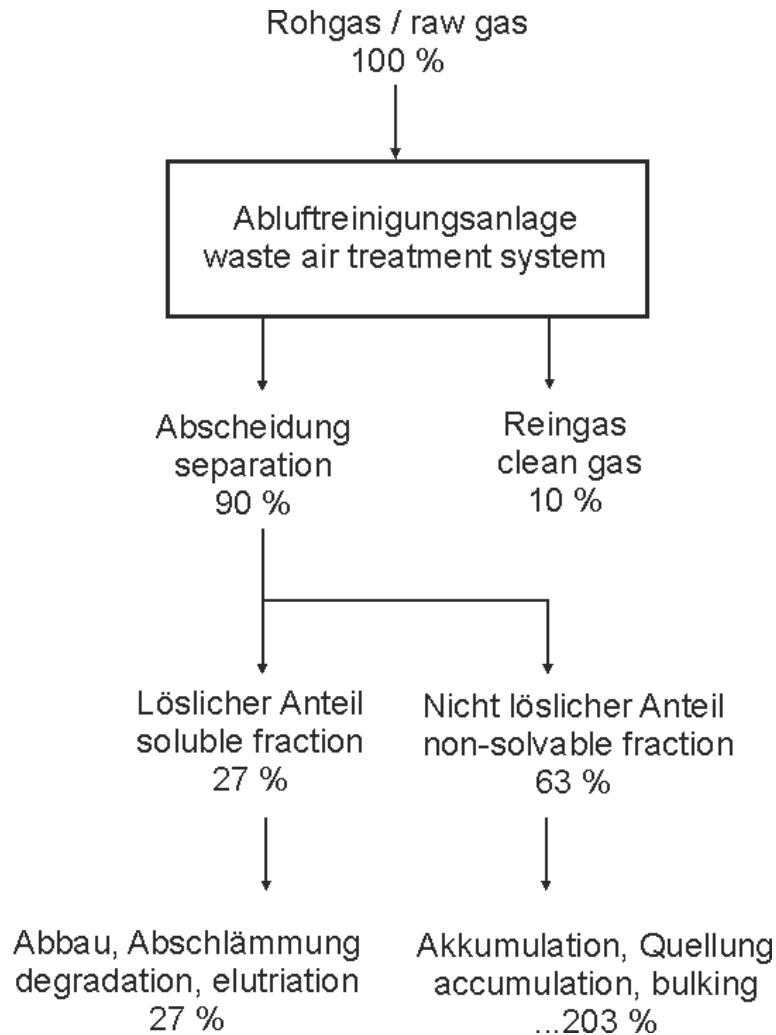 Rohgas / raw gas
100 %
Abluftreinigungsanlage
waste air treatment system
Abscheidung
separation
90 %
Reingas
clean gas
10 %
Löslicher Anteil
soluble fraction
27 %
Nicht löslicher Anteil
non-solvable fraction
63 %
Abbau, Abschlämmung
degradation, elutriation
27 %
Akkumulation, Quellung
accumulation, bulking
...203 %